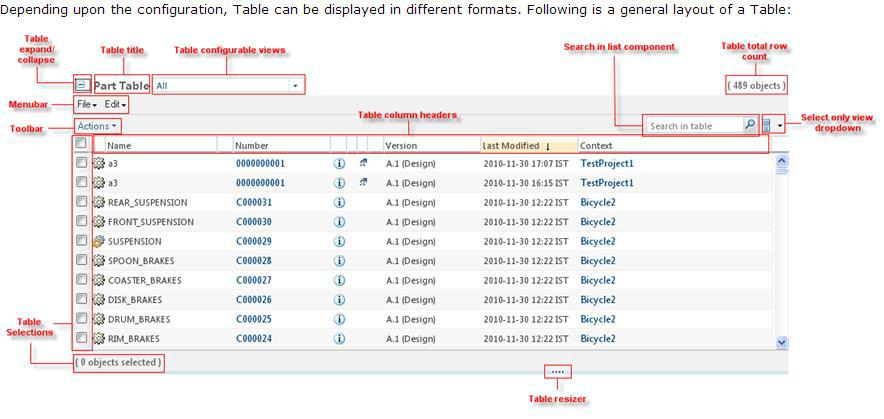 Depending upon the configuration, Table can be displayed in different formats. Following is a general layout of a Table:
Table expand/ collapse
Table title
Table configurable views
Search in list component
Table total row count
Part Table
All
( 489 objects )
Menubar
File Edit
Table column headers
Toolbar
Actions
Search in table
Select only view dropdown
Name Number Version Last Modified Context
a3 0000000001 A.1 (Design) 2010-11-30 17:07 IST TestProject1
a3 0000000001 A.1 (Design) 2010-11-30 16:15 IST TestProject1
REAR_SUSPENSION C000031 A.1 (Design) 2010-11-30 12:22 IST Bicycle2
FRONT_SUSPENSION C000030 A.1 (Design) 2010-11-30 12:22 IST Bicycle2
SUSPENSION C000029 A.1 (Design) 2010-11-30 12:22 IST Bicycle2
SPOON_BRAKES C000028 A.1 (Design) 2010-11-30 12:22 IST Bicycle2
COASTER_BRAKES C000027 A.1 (Design) 2010-11-30 12:22 IST Bicycle2
DISK_BRAKES C000026 A.1 (Design) 2010-11-30 12:22 IST Bicycle2
DRUM_BRAKES C000025 A.1 (Design) 2010-11-30 12:22 IST Bicycle2
RIM_BRAKES C000024 A.1 (Design) 2010-11-30 12:22 IST Bicycle2
Table Selections
( 0 objects selected )
Table resizer